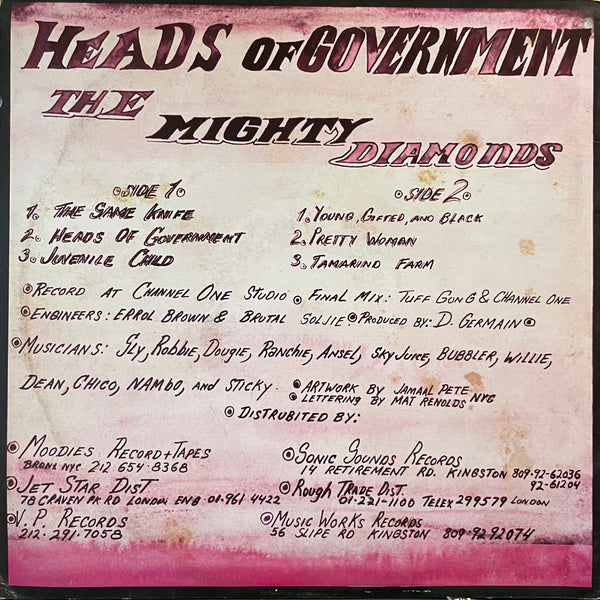 HEADS OF GOVERNMENT
THE
MIGHTY
DIAMONDS
SIDE 1
1. THE SAME KNIFE
2. HEADS OF GOVERNMENT
3. JUVENILE CHILD
SIDE 2
1. YOUNG, GIFTED, AND BLACK
2. PRETTY WOMAN
3. TAMARIND FARM
RECORD AT CHANNEL ONE STUDIO FINAL MIX: TUFF GONG & CHANNEL ONE
ENGINEERS: ERROL BROWN & BRUTAL SOLJIE PRODUCED BY: D. GERMAIN
MUSICIANS: SLY, ROBBIE, DOUGIE, RANCHIE, ANSEL, SKY JUICE, BUBBLER, WILLIE,
DEAN, CHICO, NAMBO, AND STICKY.
ARTWORK BY JAMAAL PETE
LETTERING BY MAT RENOLDS NYC
DISTRUBITED BY:
MOODIES RECORD + TAPES
BRONX NYC 212 654-8368
JET STAR DIST
78 CRAVEN PK RD LONDON ENG 01-961 4422
V.P. RECORDS
212-291-7058
SONIC SOUNDS RECORDS
14 RETIREMENT RD. KINGSTON 809-92-62036
92-61204
ROUGH TRADE DIST.
01-221-1100 TELEX 299579 LONDON
MUSIC WORKS RECORDS
56 SLIPE RD KINGSTON 809-92 92074